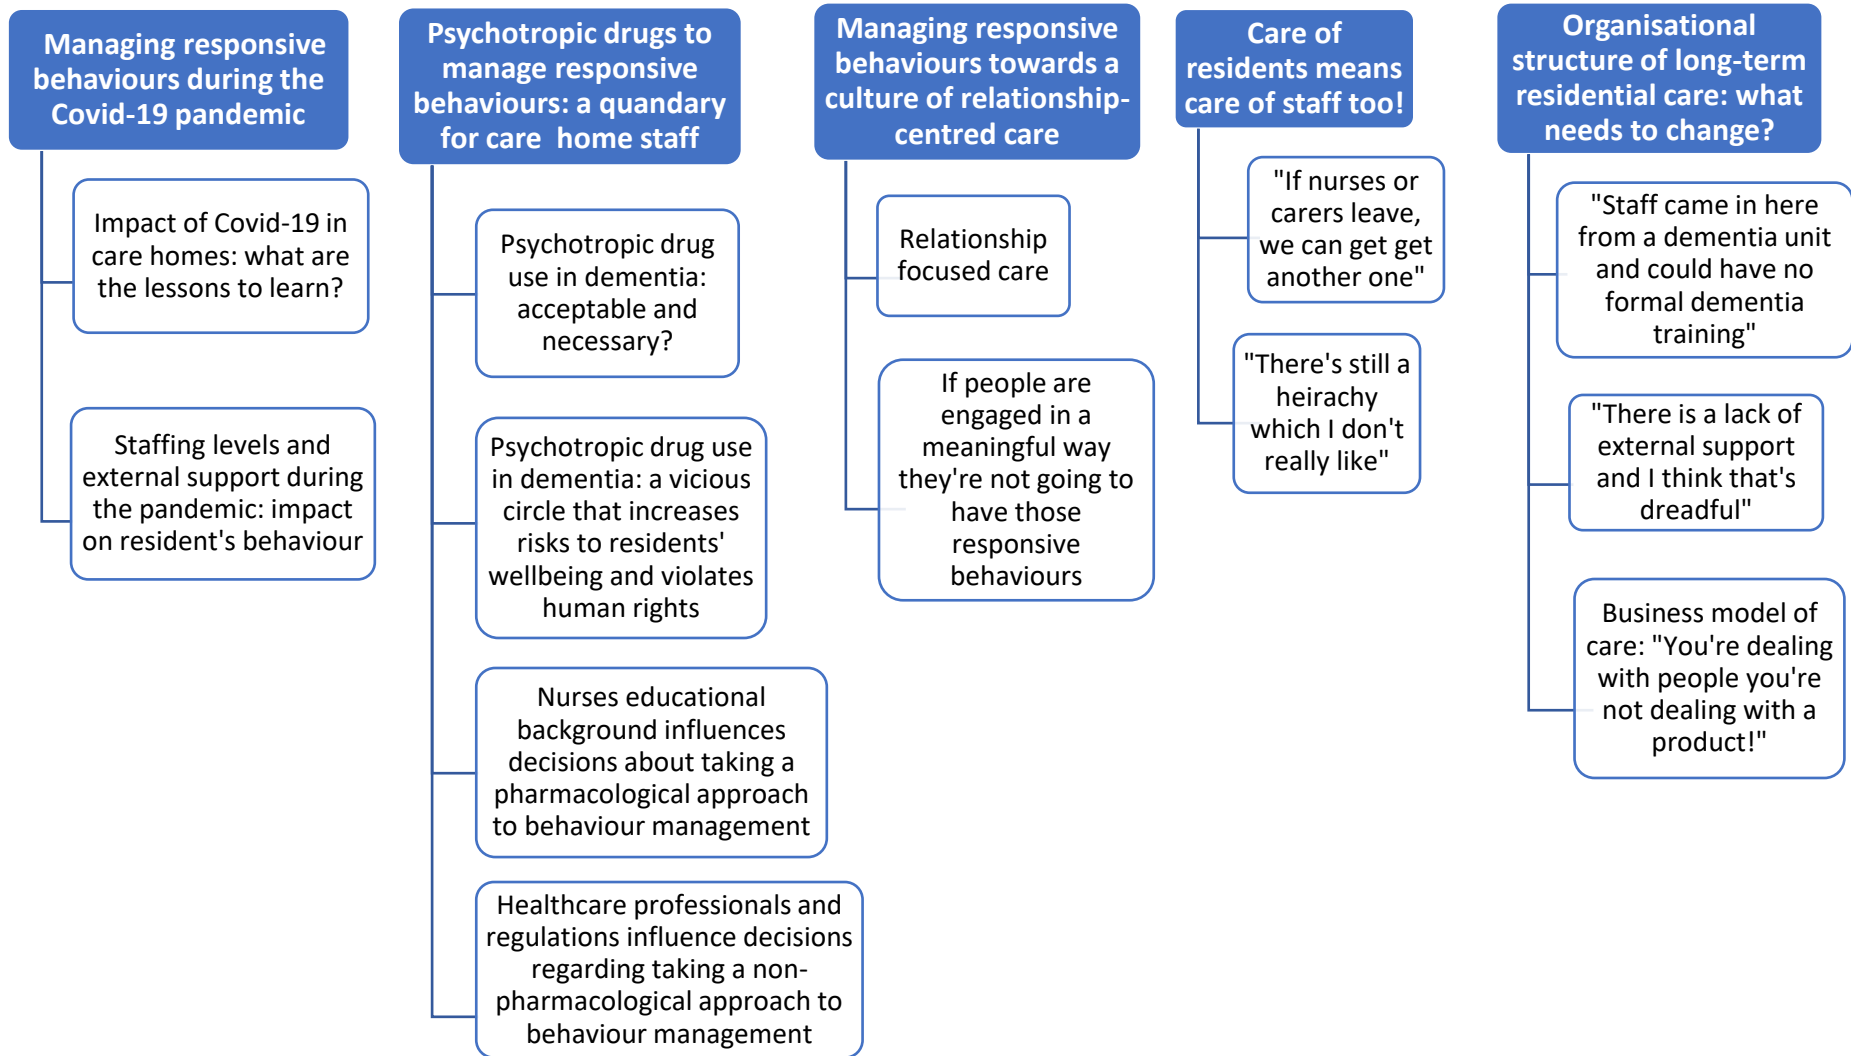 Managing responsive
behaviours during the
Covid-19 pandemic
Impact of Covid-19 in
care homes: what are
the lessons to learn?
Staffing levels and
external support during
the pandemic: impact
on resident's behaviour
Psychotropic drugs to
manage responsive
behaviours: a quandary
for care home staff
Psychotropic drug
use in dementia:
acceptable and
necessary?
Psychotropic drug use
in dementia: a vicious
circle that increases
risks to residents'
wellbeing and violates
human rights
Nurses educational
background influences
decisions about taking a
pharmacological approach
to behaviour management
Healthcare professionals and
regulations influence decisions
regarding taking a non-
pharmacological approach to
behaviour management
Managing responsive
behaviours towards a
culture of relationship-
centred care
Relationship
focused care
If people are
engaged in a
meaningful way
they're not going to
have those
responsive
behaviours
Care of
residents means
care of staff too!
"If nurses or
carers leave,
we can get get
another one"
"There's still a
heirachy
which I don't
really like"
Organisational
structure of long-term
residential care: what
needs to change?
"Staff came in here
from a dementia unit
and could have no
formal dementia
training"
"There is a lack of
external support
and I think that's
dreadful"
Business model of
care: "You're dealing
with people you're
not dealing with a
product!"